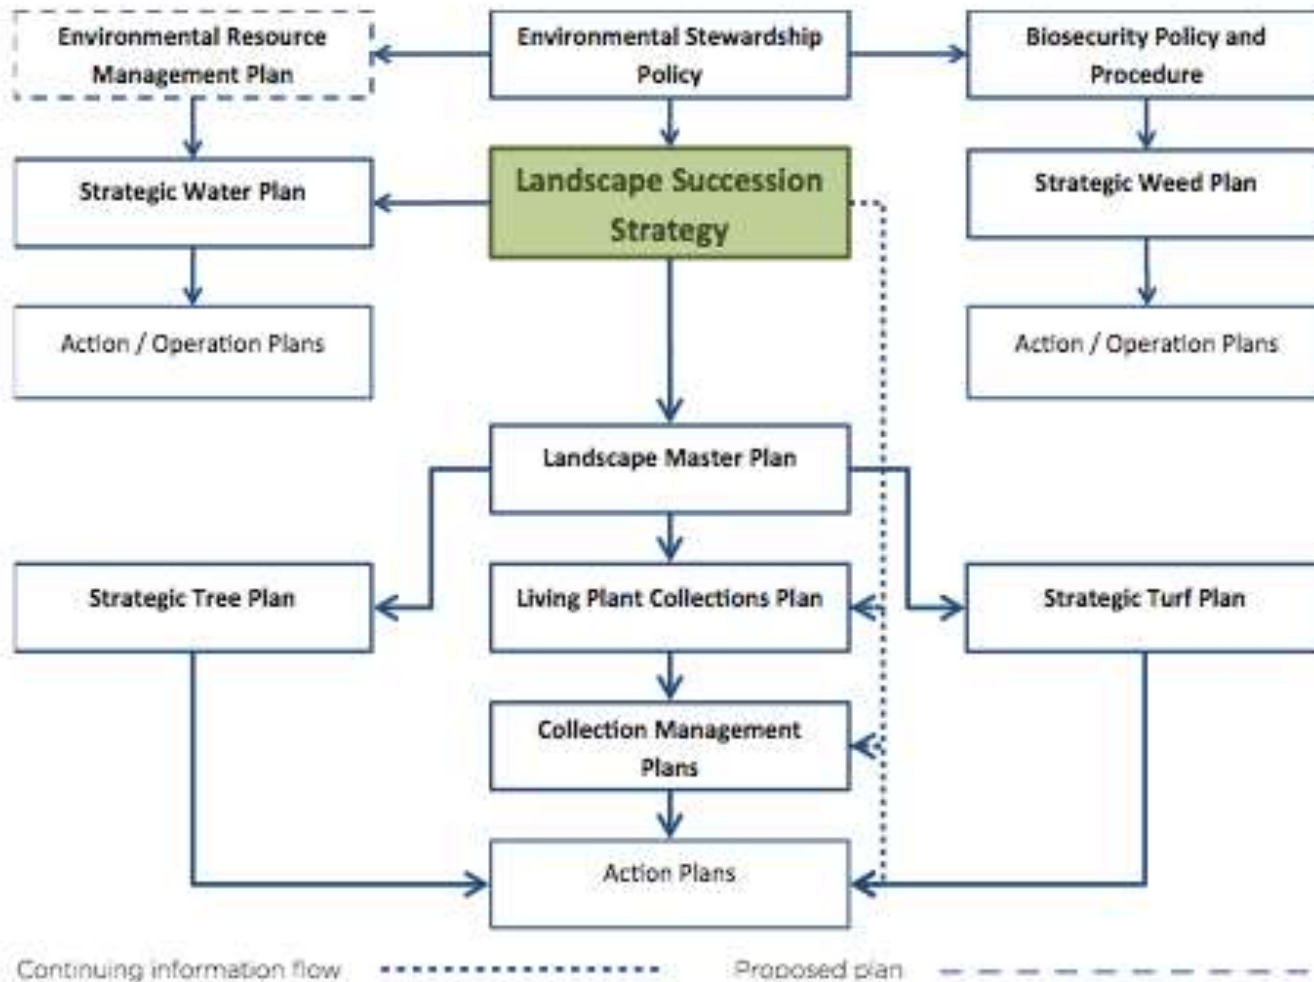 Environmental Resource
Management Plan
Environmental Stewardship
Policy
Biosecurity Policy and
Procedure
Strategic Water Plan
Landscape Succession
Strategy
Strategic Weed Plan
Action / Operation Plans
Action / Operation Plans
Landscape Master Plan
Strategic Tree Plan
Living Plant Collections Plan
Strategic Turf Plan
Collection Management
Plans
Action Plans
Continuing information flow
Proposed plan